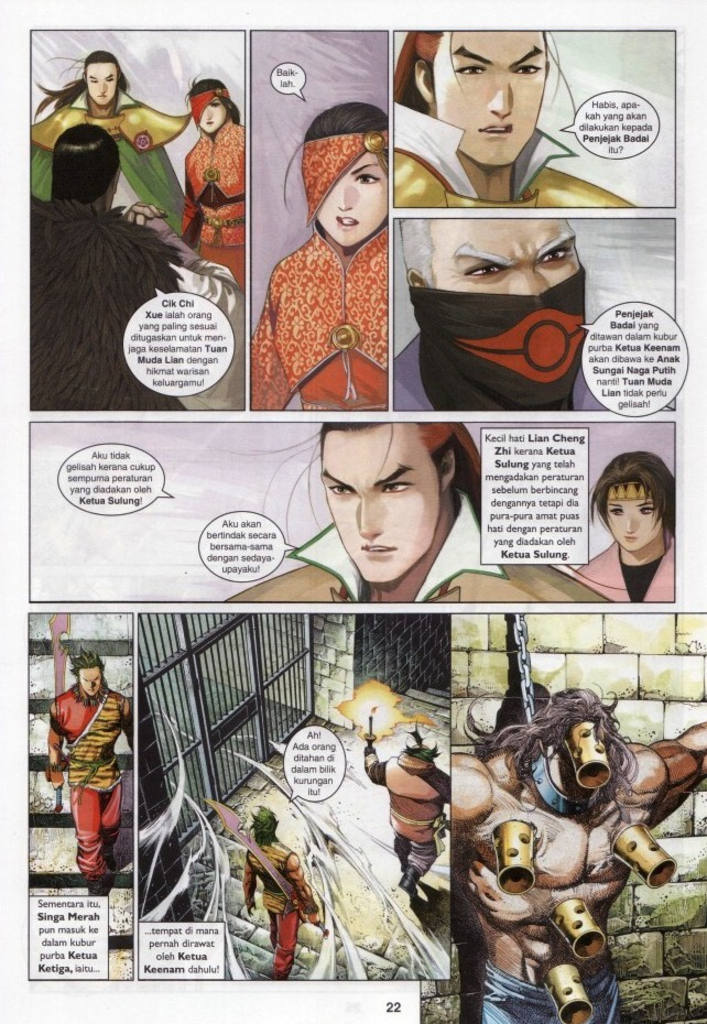 Cik Chi
Xue ialah orang
yang paling sesuai
ditugaskan untuk men-
jaga keselamatan Tuan
Muda Lian dengan
hikmat warisan
keluargamu!
Baik-
lah.
Habis, apa-
kah yang akan
dilakukan kepada
Penjejak Badai
itu?
Penjejak
Badai yang
ditawan dalam kubur
purba Ketua Keenam
akan dibawa ke Anak
Sungai Naga Putih
nanti! Tuan Muda
Lian tidak perlu
gelisah!
Aku tidak
gelisah kerana cukup
sempurna peraturan
yang diadakan oleh
Ketua Sulung!
Aku akan
bertindak secara
bersama-sama
dengan sedaya-
upayaku!
Kecil hati Lian Cheng
Zhi kerana Ketua
Sulung yang telah
mengadakan peraturan
sebelum berbincang
dengannya tetapi dia
pura-pura amat puas
hati dengan peraturan
yang diadakan oleh
Ketua Sulung.
Sementara itu,
Singa Merah
pun masuk ke
dalam kubur
purba Ketua
Ketiga, iaitu...
Ah!
Ada orang
ditahan di
dalam bilik
kurungan
itu!
...tempat di mana
pernah dirawat
oleh Ketua
Keenam dahulu!
22